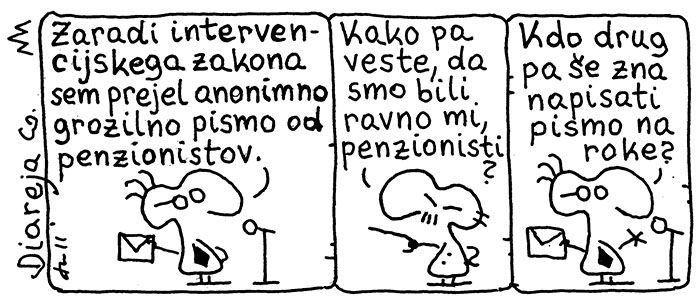 Diareja Co.
Zaradi interven-
cijskega zakona
sem prejel anonimno
grozilno pismo od
penzionistov.
Kako pa
veste, da
smo bili
ravno mi,
penzionisti
?
Kdo drug
pa še zna
napisati
pismo na
roke?